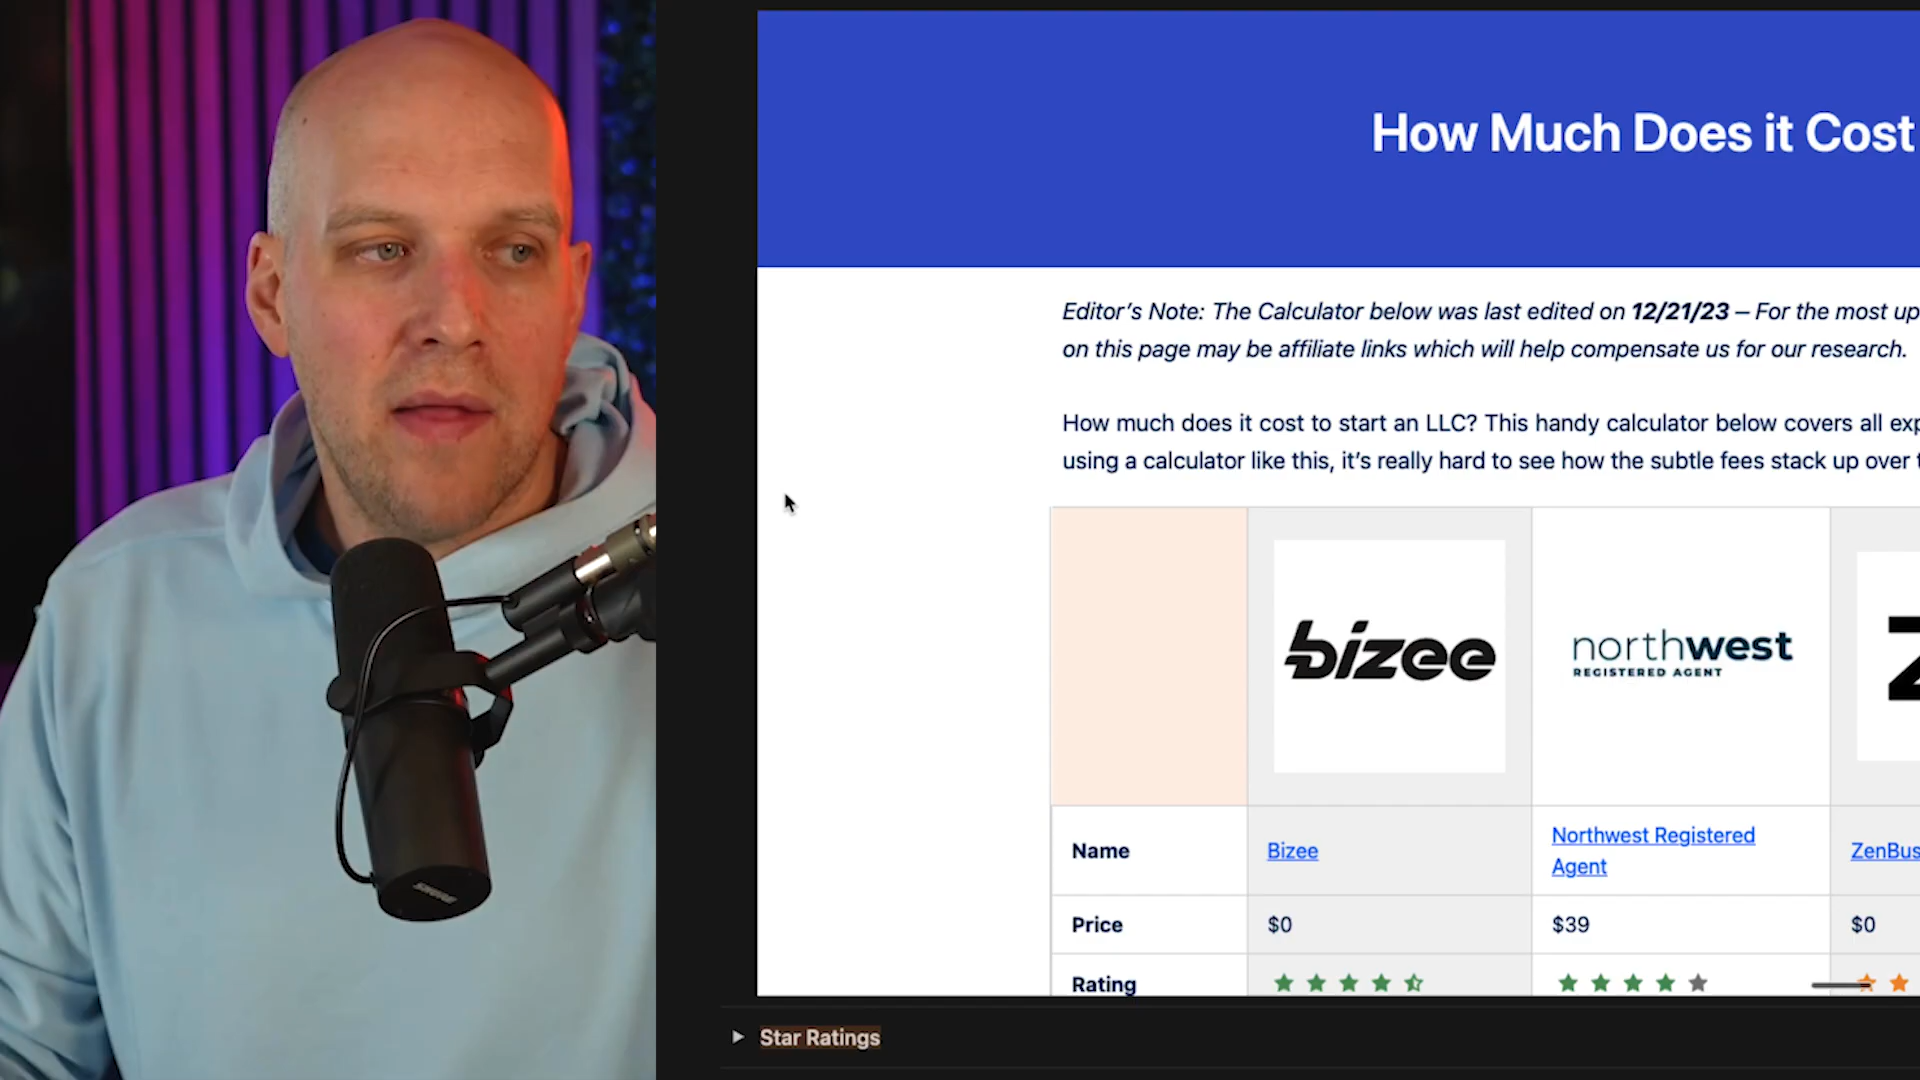 How Much Does it Cost
Editor's Note: The Calculator below was last edited on 12/21/23 – For the most up
on this page may be affiliate links which will help compensate us for our research.
How much does it cost to start an LLC? This handy calculator below covers all exp
using a calculator like this, it's really hard to see how the subtle fees stack up over t
bizee
northwest
REGISTERED AGENT
Z
Name
Bizee
Northwest Registered
Agent
ZenBus
Price
$0
$39
$0
Rating
Star Ratings
SHURE